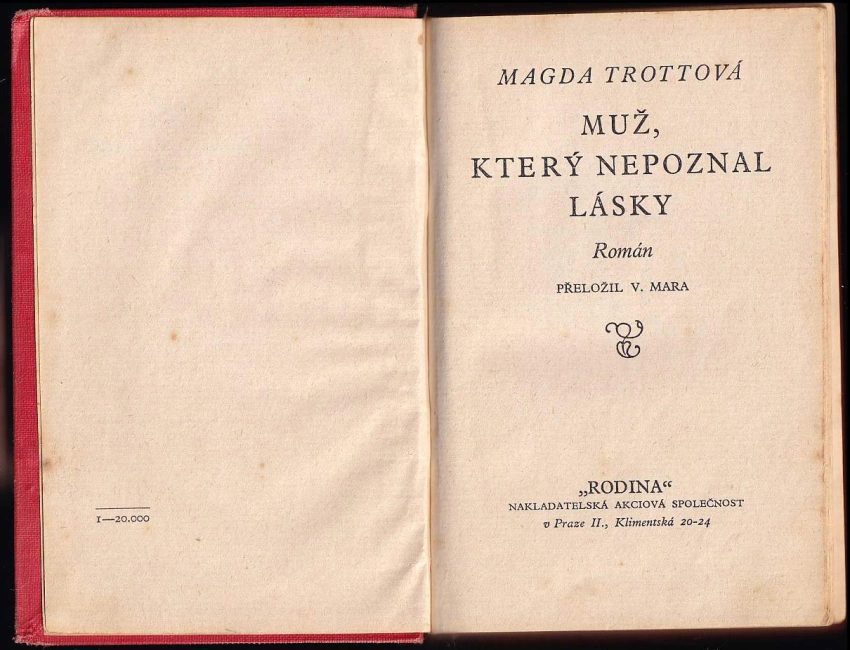 1—20.000
MAGDA TROTTOVÁ
MUŽ,
KTERÝ NEPOZNAL
LÁSKY
Román
PŘELOŽIL V. MARA
„RODINA“
NAKLADATELSKÁ AKCIOVÁ SPOLEČNOST
v Praze II., Klimentská 20-24